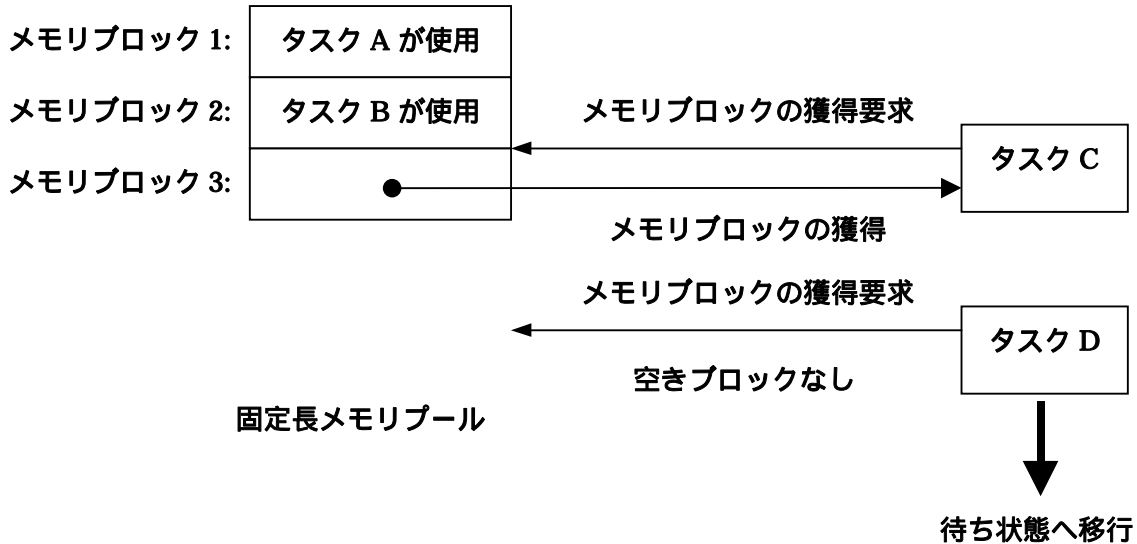 メモリブロック 1: タスク A が使用
メモリブロック 2: タスク B が使用
メモリブロックの獲得要求
タスク C
メモリブロック 3:
メモリブロックの獲得
メモリブロックの獲得要求
タスク D
空きブロックなし
固定長メモリプール
待ち状態へ移行